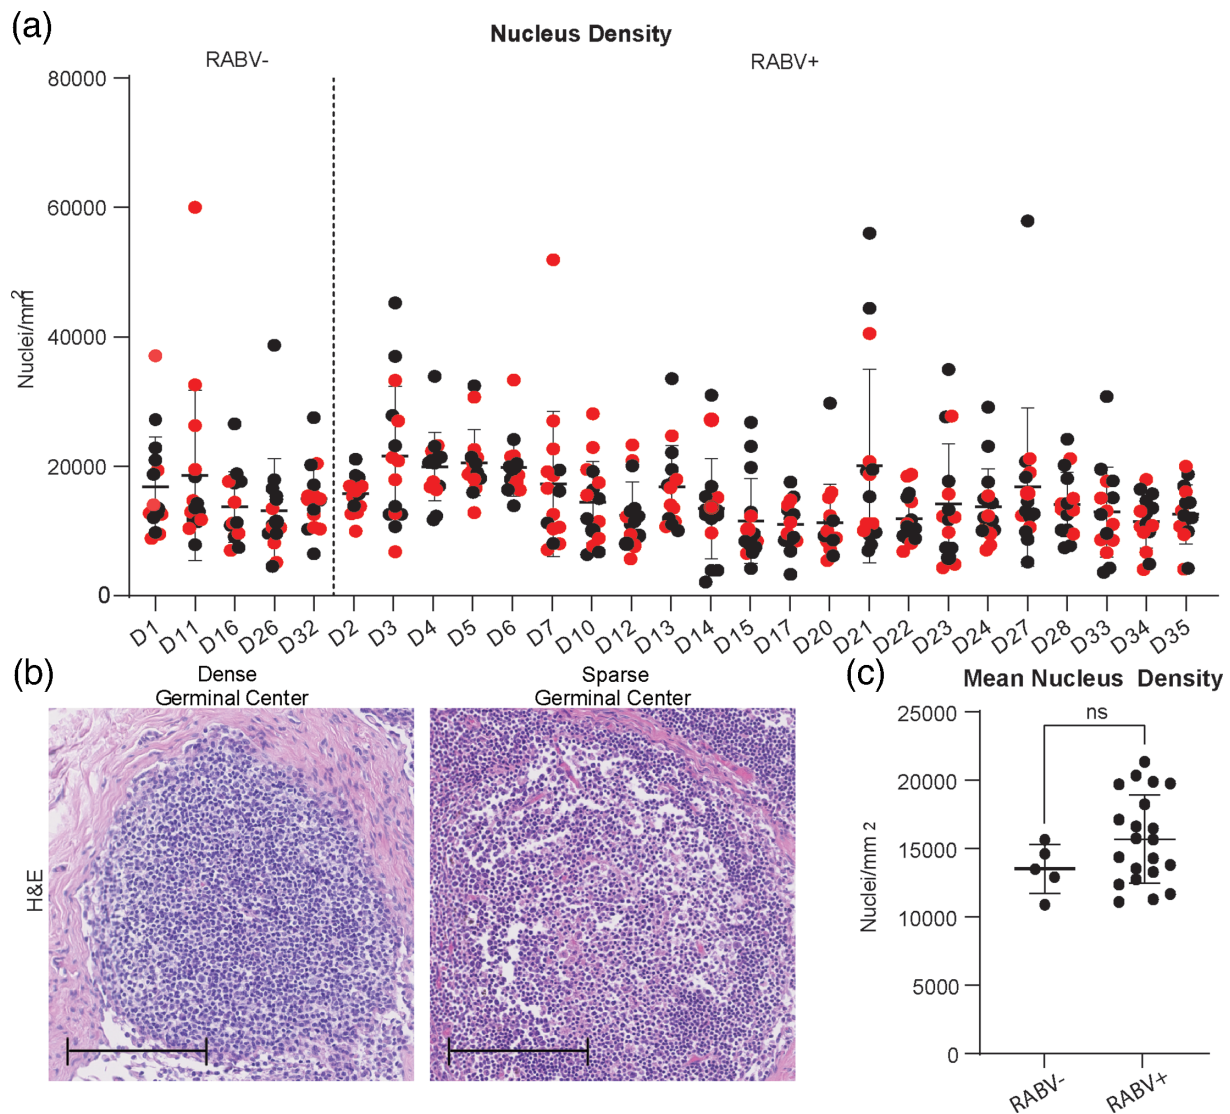 (a)
Nucleus Density
RABV-
RABV+
80000
60000
40000
20000
0
Nuclei/mm2
D1 D11 D16 D26 D32 D2 D3 D4 D5 D6 D7 D10 D12 D13 D14 D15 D17 D20 D21 D22 D23 D24 D27 D28 D33 D34 D35
(b)
Dense
Germinal Center
Sparse
Germinal Center
H&E
(c)
Mean Nucleus Density
ns
25000
20000
15000
10000
5000
0
Nuclei/mm 2
RABV-
RABV+